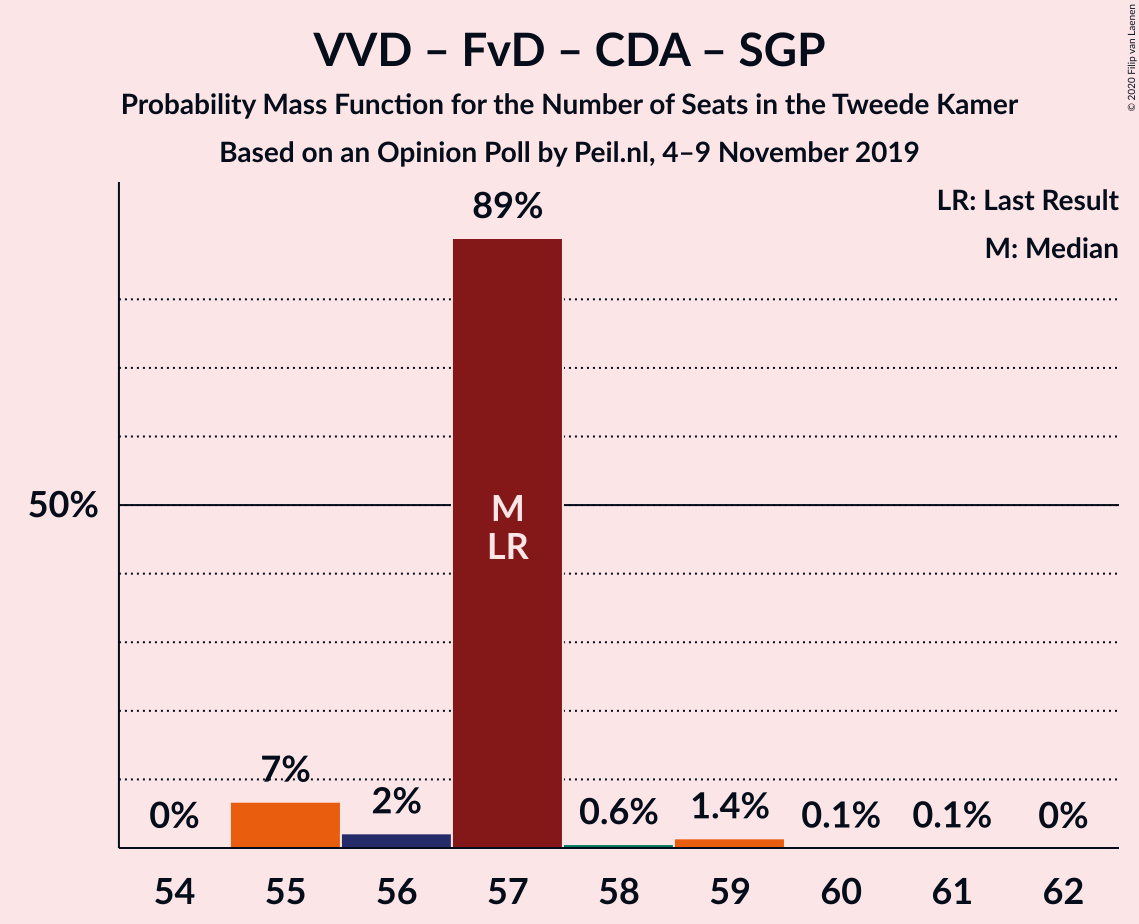 VVD – FvD – CDA – SGP
Probability Mass Function for the Number of Seats in the Tweede Kamer
Based on an Opinion Poll by Peil.nl, 4–9 November 2019
© 2020 Filip van Laenen
LR: Last Result
M: Median
89%
50%
M
LR
7%
2%
0%
0.6%
1.4%
0.1%
0.1%
0%
54 55 56 57 58 59 60 61 62